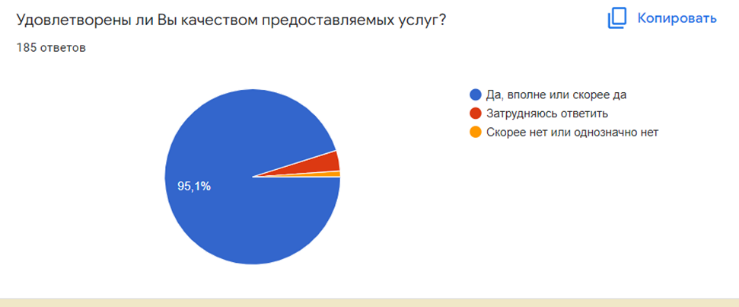 Удовлетворены ли Вы качеством предоставляемых услуг?
Копировать
185 ответов
Да, вполне или скорее да
Затрудняюсь ответить
Скорее нет или однозначно нет
95,1%